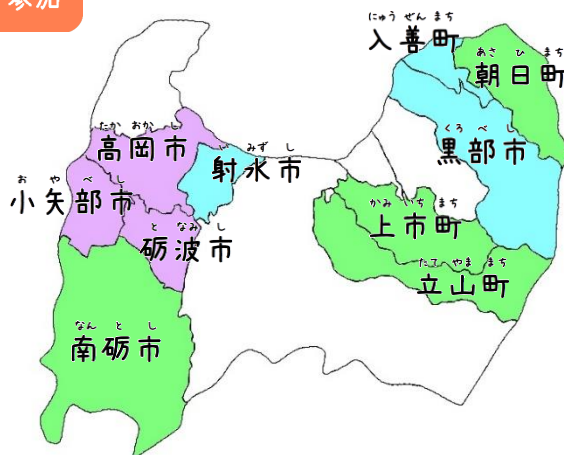 参加
にゅう ぜん まち
入善町
あさ ひ まち
朝日町
たか おか し
高岡市
い みず し
射水市
くろ べ し
黒部市
お や べ し
小矢部市
と なみ し
砺波市
かみ いち まち
上市町
たて やま まち
立山町
なん と し
南砺市